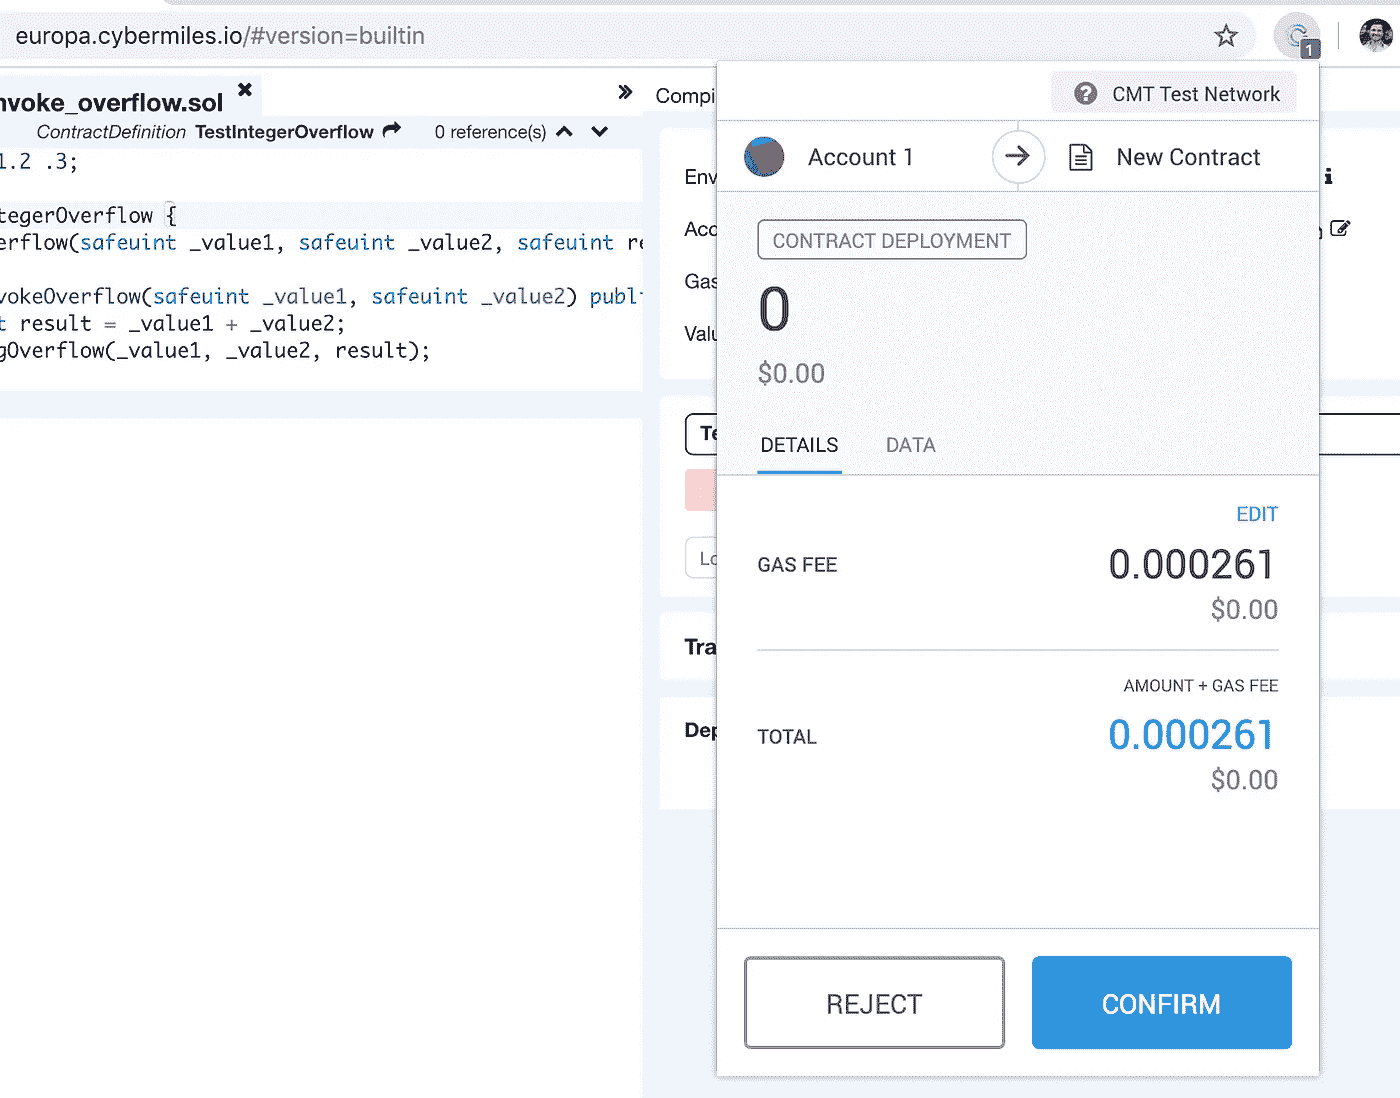 europa.cybermiles.io/#version=builtin
1
nvoke_overflow.sol
Compi
CMT Test Network
ContractDefinition TestIntegerOverflow 0 reference(s)
1.2 .3;
Account 1
New Contract
Env
tegerOverflow {
erflow(safeuint _value1, safeuint _value2, safeuint re
Acc
CONTRACT DEPLOYMENT
Gas
vokeOverflow(safeuint _value1, safeuint _value2) publi
t result = _value1 + _value2;
gOverflow(_value1, _value2, result);
0
Valu
$0.00
Te
DETAILS
DATA
EDIT
Lo
GAS FEE
0.000261
$0.00
Tra
AMOUNT + GAS FEE
Dep
TOTAL
0.000261
$0.00
REJECT
CONFIRM